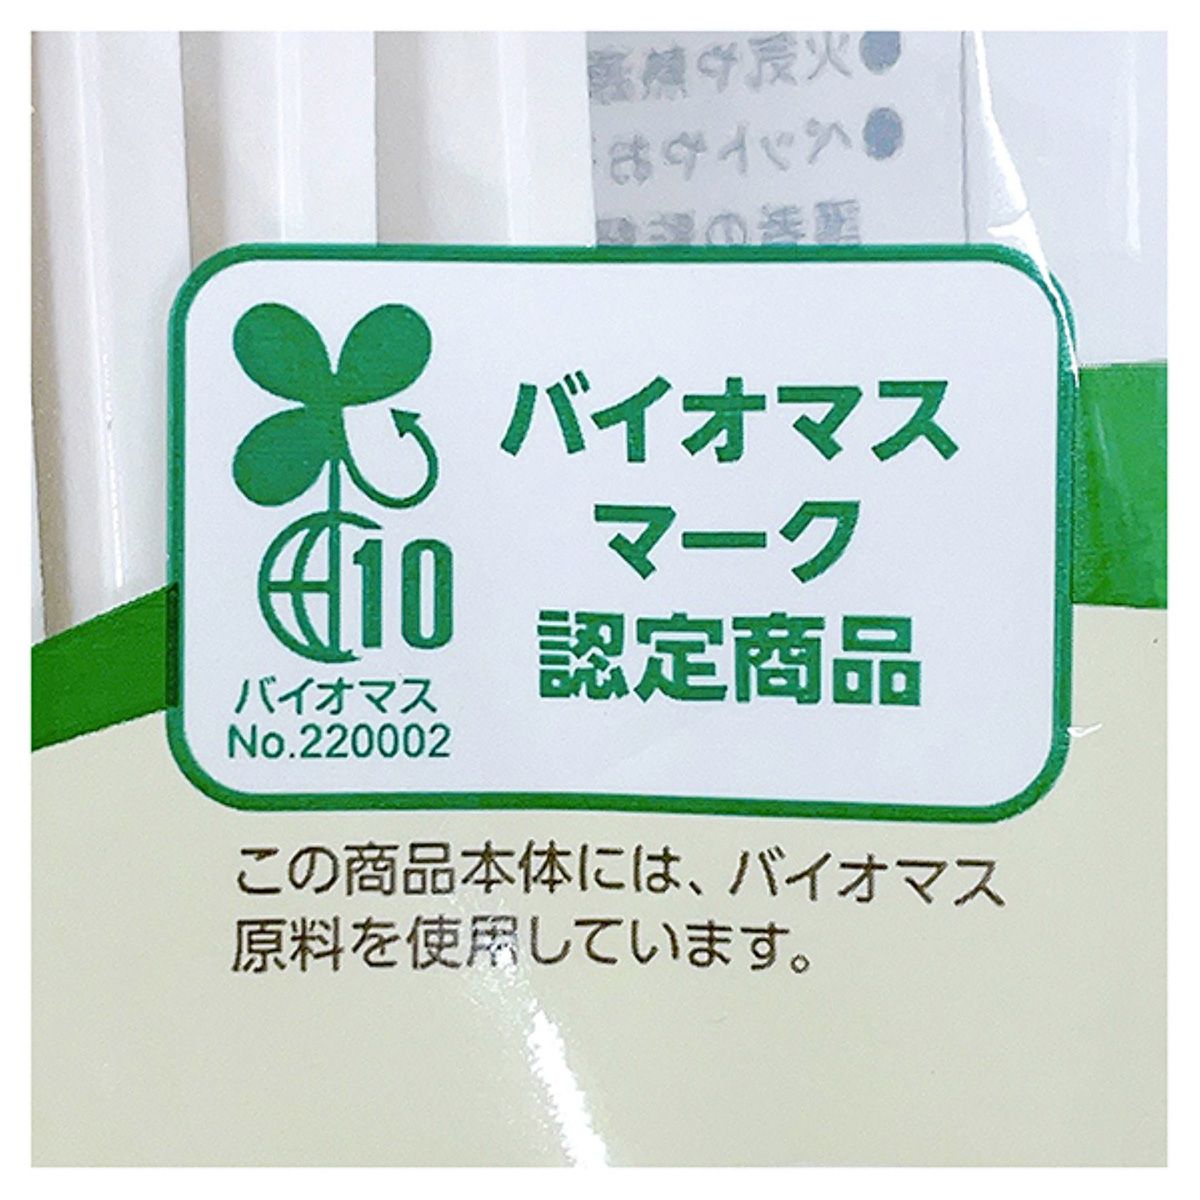 バイオマス
マーク
認定商品
10
バイオマス
No.220002
この商品本体には、バイオマス
原料を使用しています。